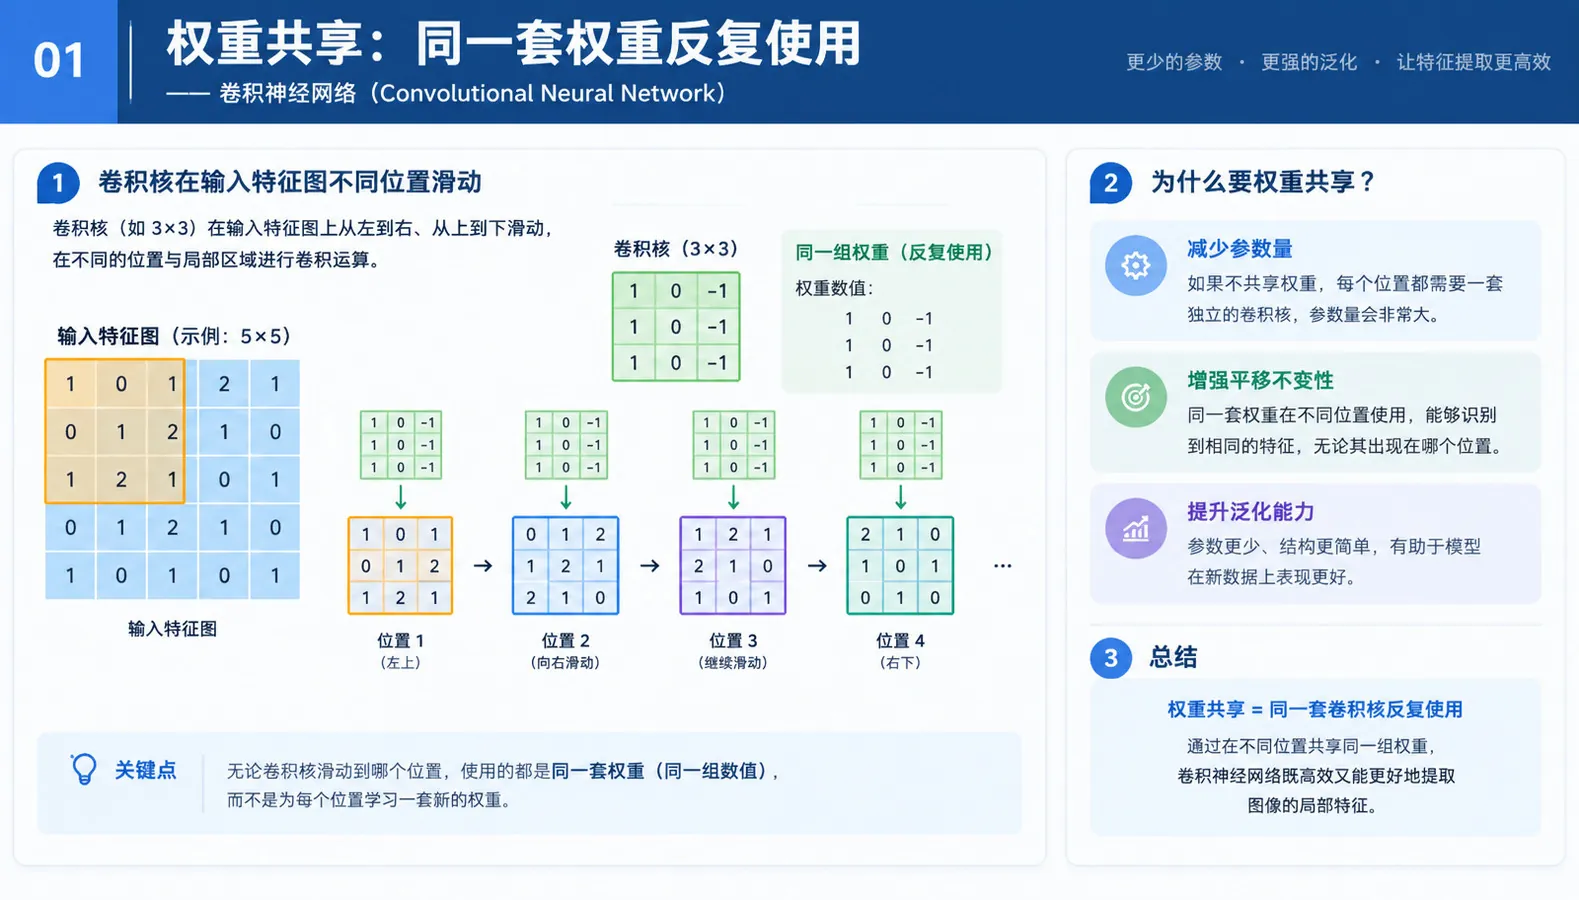 01
权重共享：同一套权重反复使用
—— 卷积神经网络（Convolutional Neural Network）
更少的参数 · 更强的泛化 · 让特征提取更高效
1 卷积核在输入特征图不同位置滑动
卷积核（如 3×3）在输入特征图上从左到右、从上到下滑动，
在不同的位置与局部区域进行卷积运算。
输入特征图（示例：5×5）
1 0 1 2 1
0 1 2 1 0
1 2 1 0 1
0 1 2 1 0
1 0 1 0 1
输入特征图
卷积核（3×3）
1 0 −1
1 0 −1
1 0 −1
同一组权重（反复使用）
权重数值：
1 0 −1
1 0 −1
1 0 −1
1 0 −1
1 0 −1
1 0 −1
↓
1 0 1
0 1 2
1 2 1
位置 1
（左上）
→
1 0 −1
1 0 −1
1 0 −1
↓
0 1 2
1 2 1
2 1 0
位置 2
（向右滑动）
→
1 0 −1
1 0 −1
1 0 −1
↓
1 2 1
2 1 0
1 0 1
位置 3
（继续滑动）
→
1 0 −1
1 0 −1
1 0 −1
↓
2 1 0
1 0 1
0 1 0
位置 4
（右下）
…
关键点
无论卷积核滑动到哪个位置，使用的都是同一套权重（同一组数值），
而不是为每个位置学习一套新的权重。
2 为什么要权重共享？
减少参数量
如果不共享权重，每个位置都需要一套
独立的卷积核，参数量会非常大。
增强平移不变性
同一套权重在不同位置使用，能够识别
到相同的特征，无论其出现在哪个位置。
提升泛化能力
参数更少、结构更简单，有助于模型
在新数据上表现更好。
3 总结
权重共享 = 同一套卷积核反复使用
通过在不同位置共享同一组权重，
卷积神经网络既高效又能更好地提取
图像的局部特征。